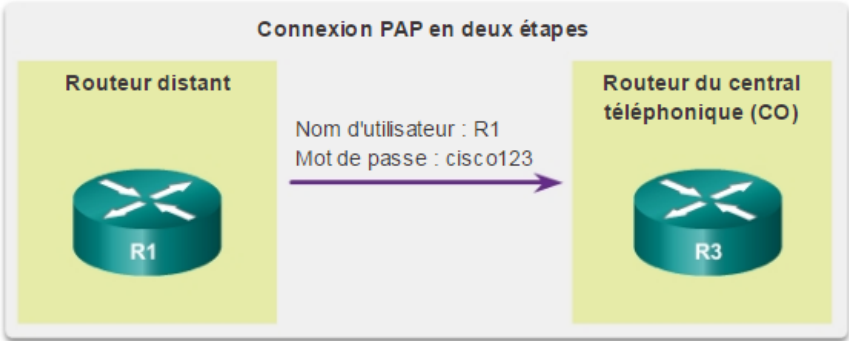 Connexion PAP en deux étapes
Routeur distant
Nom d'utilisateur : R1
Mot de passe : cisco123
Routeur du central
téléphonique (CO)
R1
R3